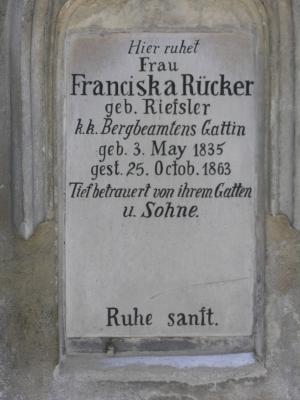 Hier ruhet
Frau
Franciska Rücker
geb. Riefsler
k.k. Bergbeamtens Gattin
geb. 3. May 1835
gest. 25. Octob. 1863
Tief betrauert von ihrem Gatten
u. Sohne.
Ruhe sanft.